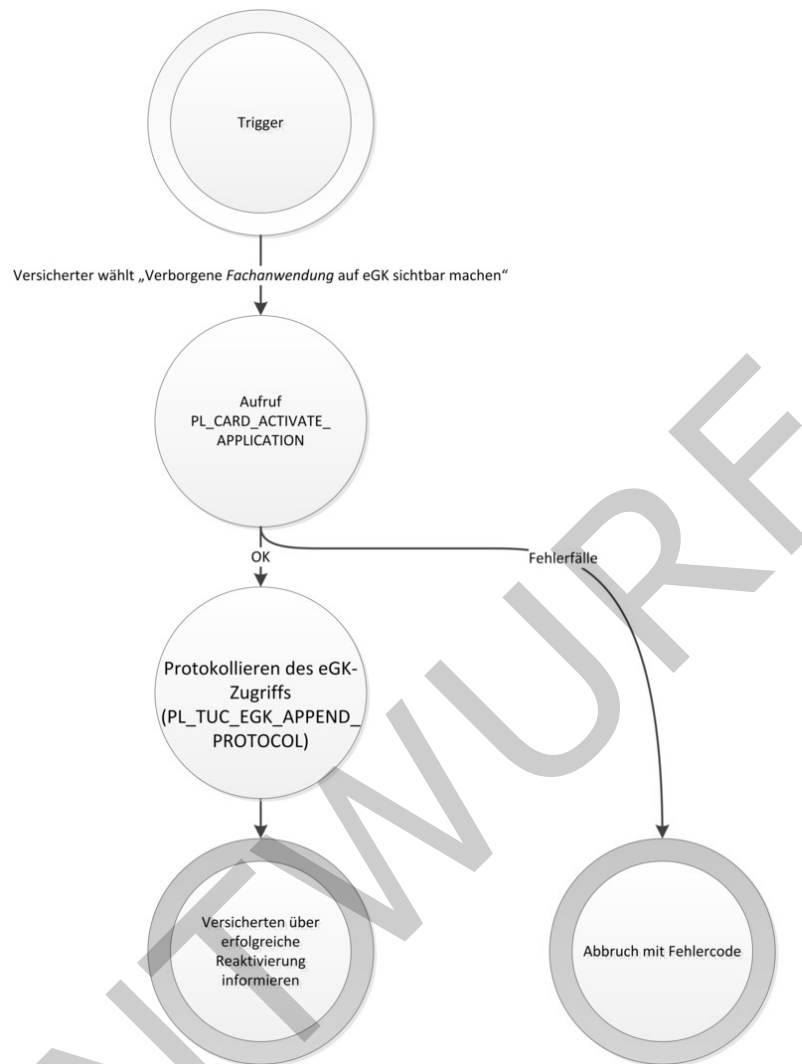 Trigger
Versicherter wählt „Verborgene Fachanwendung auf eGK sichtbar machen“
Aufruf
PL_CARD_ACTIVATE_
APPLICATION
OK
Fehlerfälle
Protokollieren des eGK-
Zugriffs
(PL_TUC_EGK_APPEND_
PROTOCOL)
Versicherten über
erfolgreiche
Reaktivierung
informieren
Abbruch mit Fehlercode
NTWURF